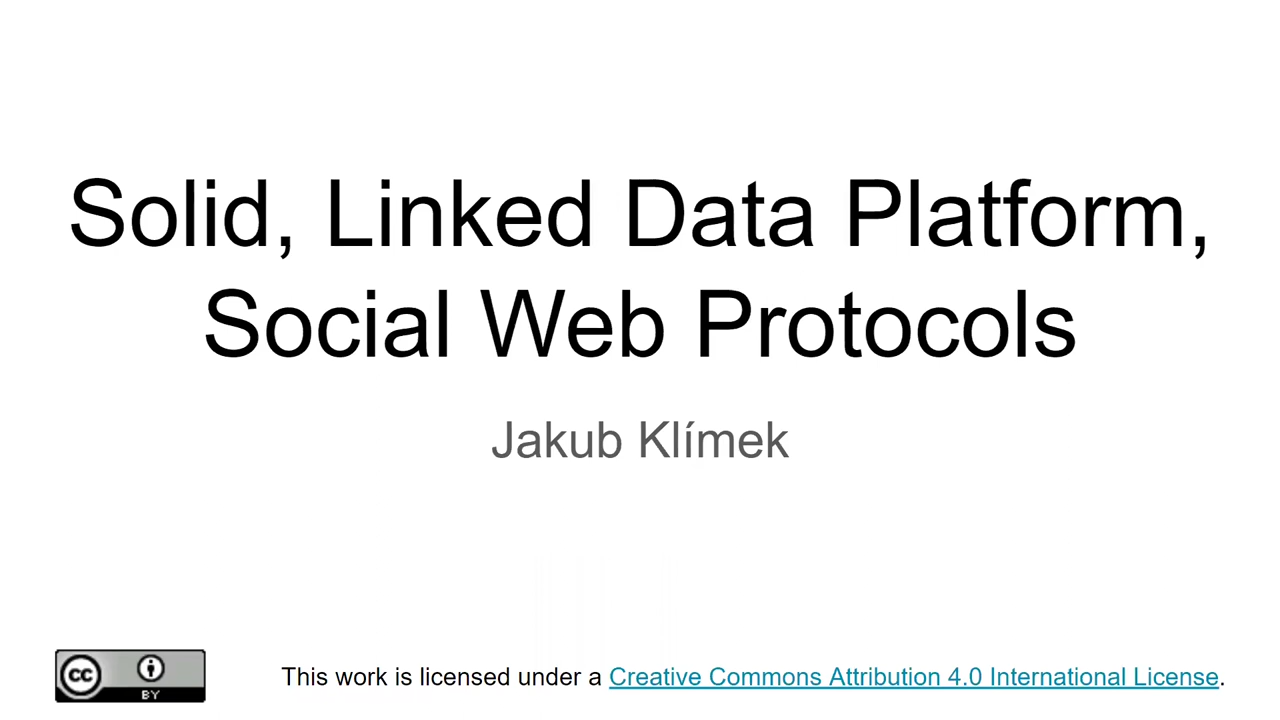 Solid, Linked Data Platform,
Social Web Protocols
Jakub Klímek
cc
BY
This work is licensed under a Creative Commons Attribution 4.0 International License.